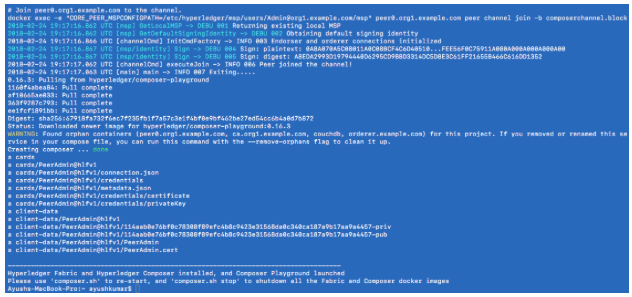 # Join peer0.org1.example.com to the channel.
docker exec -e "CORE_PEER_MSPCONFIGPATH=/etc/hyperledger/msp/users/Admin@org1.example.com/msp" peer0.org1.example.com peer channel join -b composerchannel.block
2018-02-24 19:17:16.862 UTC [msp] GetLocalMSP -> DEBU 001 Returning existing local MSP
2018-02-24 19:17:16.862 UTC [msp] GetDefaultSigningIdentity -> DEBU 002 Obtaining default signing identity
2018-02-24 19:17:16.866 UTC [channelCmd] InitCmdFactory -> INFO 003 Endorser and orderer connections initialized
2018-02-24 19:17:16.866 UTC [msp/identity] Sign -> DEBU 004 Sign: plaintext:
2018-02-24 19:17:16.866 UTC [msp/identity] Sign -> DEBU 005 Sign: digest:
2018-02-24 19:17:17.063 UTC [channelCmd] executeJoin -> INFO 006 Peer joined the channel!
2018-02-24 19:17:17.063 UTC [main] main -> INFO 007 Exiting.....
0.16.3: Pulling from hyperledger/composer-playground
1160f4abea84: Pull complete
af10665ae033: Pull complete
363f9287c793: Pull complete
ee1fcf1891bb: Pull complete
Digest:
Status: Downloaded newer image for hyperledger/composer-playground:0.16.3
WARNING: Found orphan containers (peer0.org1.example.com, ca.org1.example.com, couchdb, orderer.example.com) for this project. If you removed or renamed this se
rvice in your compose file, you can run this command with the --remove-orphans flag to clean it up.
Creating composer ... done
a cards
a cards/PeerAdmin@hlfv1
a cards/PeerAdmin@hlfv1/connection.json
a cards/PeerAdmin@hlfv1/credentials
a cards/PeerAdmin@hlfv1/metadata.json
a cards/PeerAdmin@hlfv1/credentials/certificate
a cards/PeerAdmin@hlfv1/credentials/privateKey
a client-data
a client-data/PeerAdmin@hlfv1
a client-data/PeerAdmin@hlfv1/114aab0e76bf0c78308f89efc4b8c9423e31568da0c340ca187a9b17aa9a4457-priv
a client-data/PeerAdmin@hlfv1/114aab0e76bf0c78308f89efc4b8c9423e31568da0c340ca187a9b17aa9a4457-pub
a client-data/PeerAdmin@hlfv1/PeerAdmin
a client-data/PeerAdmin@hlfv1/PeerAdmin.cert
Hyperledger Fabric and Hyperledger Composer installed, and Composer Playground launched
Please use 'composer.sh' to re-start, and 'composer.sh stop' to shutdown all the Fabric and Composer docker images
Ayushs-MacBook-Pro:~ ayushkumar$